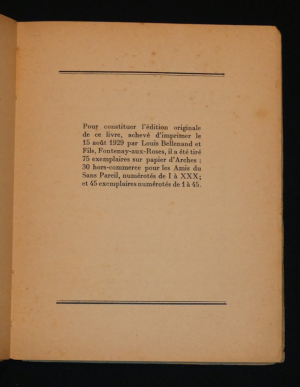 Pour constituer l'édition originale
de ce livre, achevé d'imprimer le
15 août 1929 par Louis Bellenand et
Fils, Fontenay-aux-Roses, il a été tiré
75 exemplaires sur papier d'Arches :
30 hors-commerce pour les Amis du
Sans Pareil, numérotés de I à XXX;
et 45 exemplaires numérotés de 1 à 45.